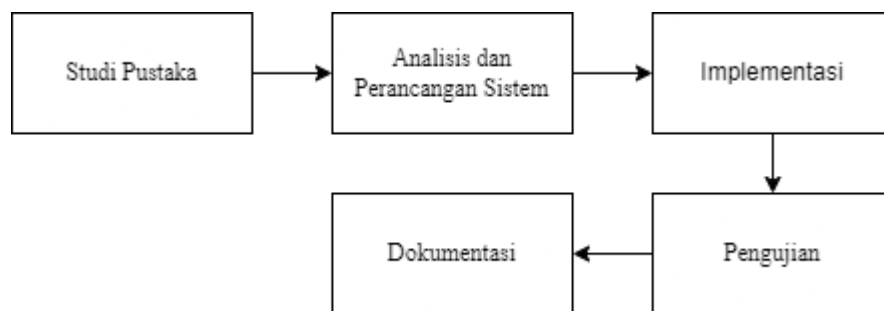 Studi Pustaka
Analisis dan
Perancangan Sistem
Implementasi
Pengujian
Dokumentasi